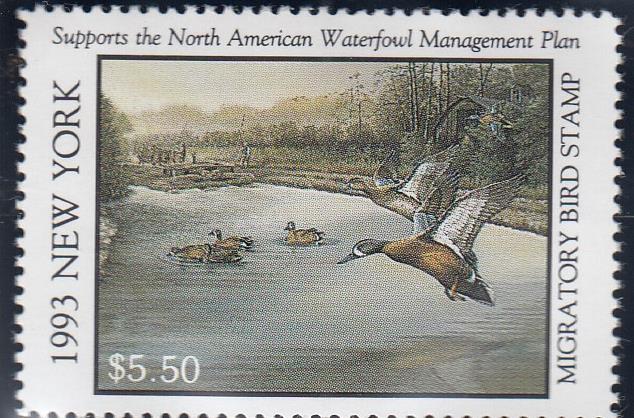 Supports the North American Waterfowl Management Plan
1993 NEW YORK
MIGRATORY BIRD STAMP
$5.50